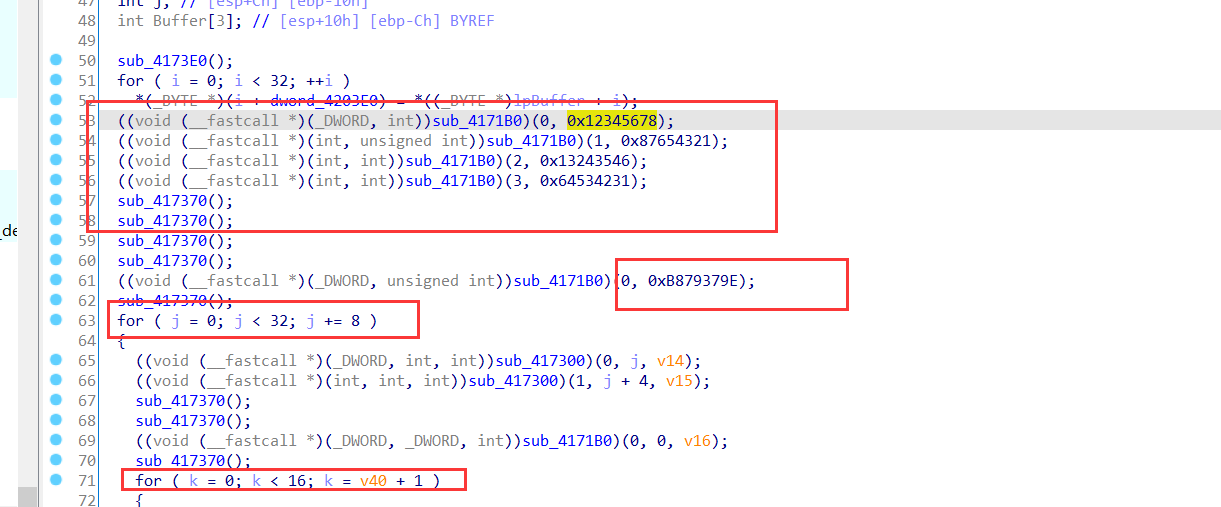 47 int j; // [esp+Ch] [ebp-10h]
48 int Buffer[3]; // [esp+10h] [ebp-Ch] BYREF
49
50 sub_4173E0();
51 for ( i = 0; i < 32; ++i )
52 *(_BYTE *)(i + dword_4203E0) = *((_BYTE *)lpBuffer + i);
53 ((void (__fastcall *)(_DWORD, int))sub_4171B0)(0, 0x12345678);
54 ((void (__fastcall *)(int, unsigned int))sub_4171B0)(1, 0x87654321);
55 ((void (__fastcall *)(int, int))sub_4171B0)(2, 0x13243546);
56 ((void (__fastcall *)(int, int))sub_4171B0)(3, 0x64534231);
57 sub_417370();
58 sub_417370();
_de
59 sub_417370();
60 sub_417370();
61 ((void (__fastcall *)(_DWORD, unsigned int))sub_4171B0)(0, 0xB879379E);
62 sub_417370();
63 for ( j = 0; j < 32; j += 8 )
64 {
65 ((void (__fastcall *)(_DWORD, int, int))sub_417300)(0, j, v14);
66 ((void (__fastcall *)(int, int, int))sub_417300)(1, j + 4, v15);
67 sub_417370();
68 sub_417370();
69 ((void (__fastcall *)(_DWORD, _DWORD, int))sub_4171B0)(0, 0, v16);
70 sub_417370();
71 for ( k = 0; k < 16; k = v40 + 1 )
72 {